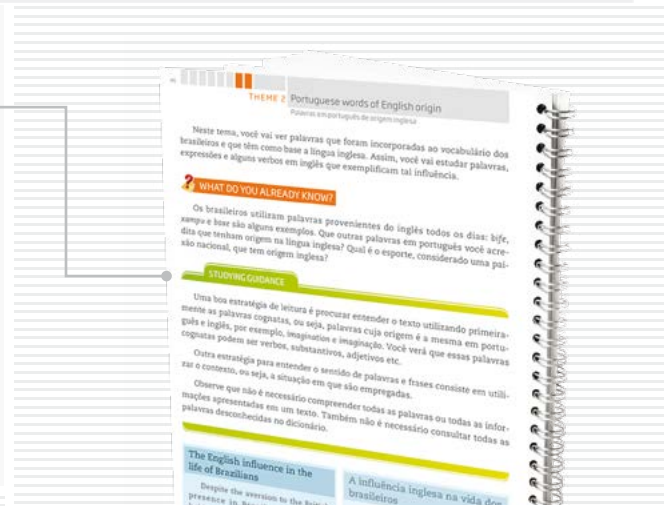 THEME 2 Portuguese words of English origin
Palavras em português de origem inglesa
Neste tema, você vai ver palavras que foram incorporadas ao vocabulário dos
brasileiros e que têm como base a língua inglesa. Assim, você vai estudar palavras,
expressões e alguns verbos em inglês que exemplificam tal influência.
WHAT DO YOU ALREADY KNOW?
Os brasileiros utilizam palavras provenientes do inglês todos os dias: bife,
xampu e boxe são alguns exemplos. Que outras palavras em português você acre-
dita que tenham origem na língua inglesa? Qual é o esporte, considerado uma pai-
xão nacional, que tem origem inglesa?
STUDYING GUIDANCE
Uma boa estratégia de leitura é procurar entender o texto utilizando primeira-
mente as palavras cognatas, ou seja, palavras cuja origem é a mesma em portu-
guês e inglês, por exemplo, imagination e imaginação. Você verá que essas palavras
cognatas podem ser verbos, substantivos, adjetivos etc.
Outra estratégia para entender o sentido de palavras e frases consiste em utili-
zar o contexto, ou seja, a situação em que são empregadas.
Observe que não é necessário compreender todas as palavras ou todas as infor-
mações apresentadas em um texto. Também não é necessário consultar todas as
palavras desconhecidas no dicionário.
The English influence in the
life of Brazilians
Despite the aversion to the
presence in
A influência inglesa na vida dos
brasileiros